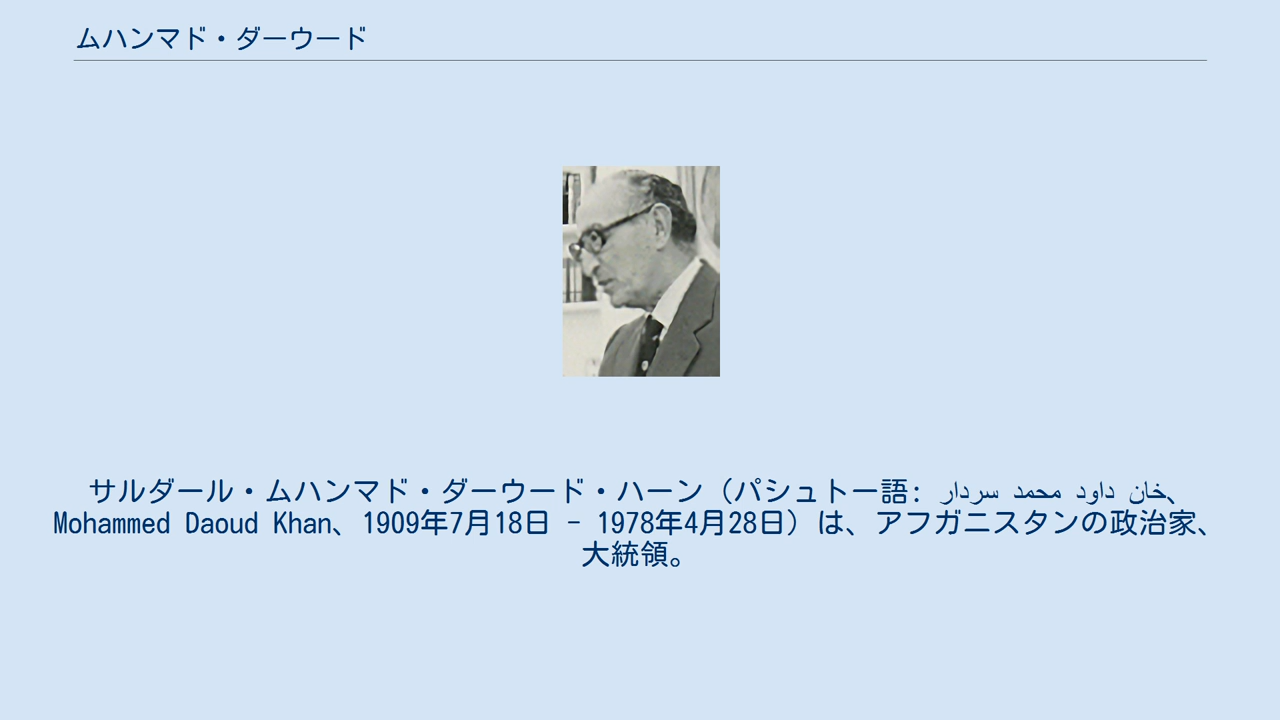 ムハンマド・ダーウード
サルダール・ムハンマド・ダーウード・ハーン（パシュトー語: سردار محمد داود خان、
Mohammed Daoud Khan、1909年7月18日 - 1978年4月28日）は、アフガニスタンの政治家、
大統領。